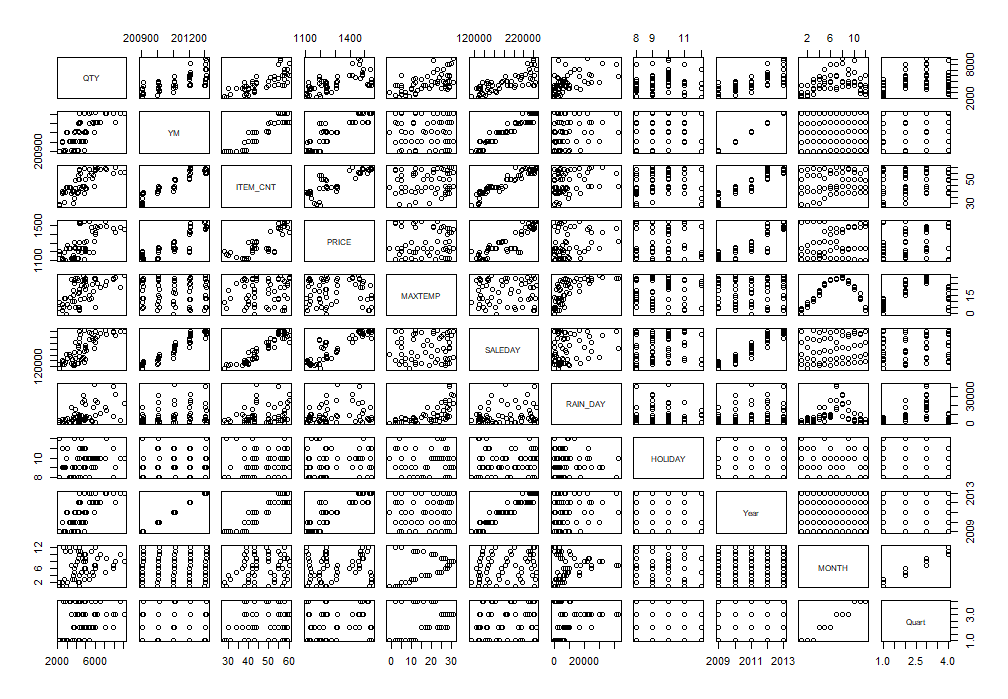 200900 201200 1100 1400 120000 220000 8 9 11 2 6 10
QTY
2000 8000
200900
YM
ITEM_CNT
30 50
1100 1500
PRICE
MAXTEMP
0 15
120000
SALEDAY
RAIN_DAY
0 30000
8 10
HOLIDAY
Year
2009 2013
2 6 12
MONTH
Quart
1.0 3.0
2000 6000 30 40 50 60 0 10 20 30 0 20000 2009 2011 2013 1.0 2.5 4.0